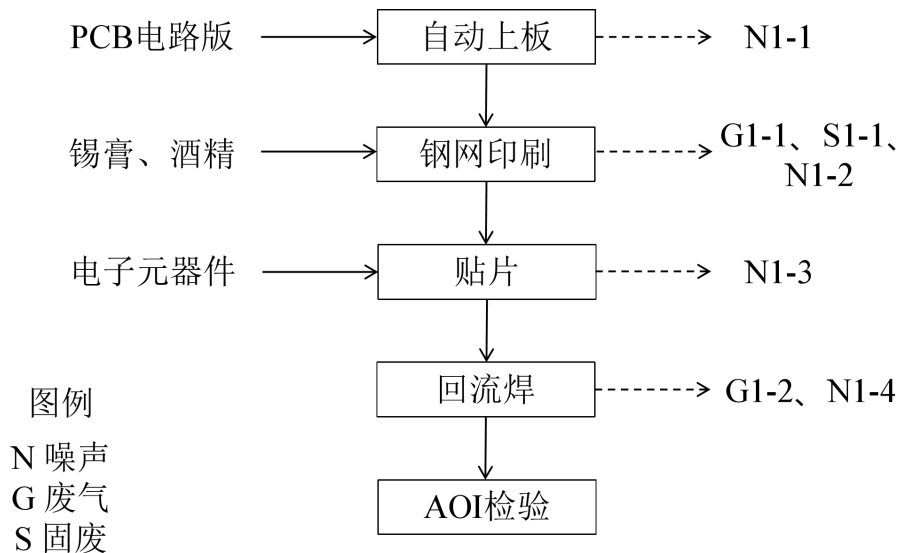 PCB电路版
自动上板
N1-1
锡膏、酒精
钢网印刷
G1-1、S1-1、
N1-2
电子元器件
贴片
N1-3
回流焊
G1-2、N1-4
AOI检验
图例
N 噪声
G 废气
S 固废